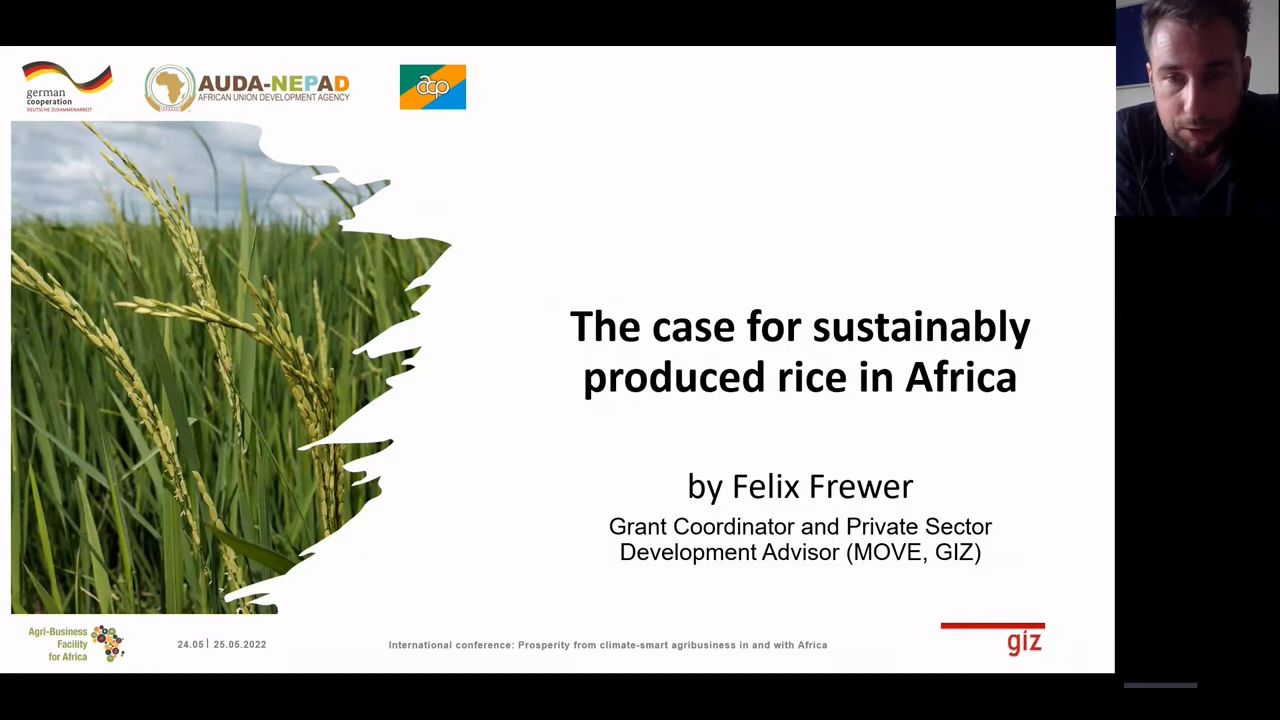 german
cooperation
DEUTSCHE ZUSAMMENARBEIT
AUDA-NEPAD
AFRICAN UNION DEVELOPMENT AGENCY
acp
The case for sustainably
produced rice in Africa
by Felix Frewer
Grant Coordinator and Private Sector
Development Advisor (MOVE, GIZ)
Agri-Business
Facility
for Africa
24.05 | 25.05.2022
International conference: Prosperity from climate-smart agribusiness in and with Africa
giz